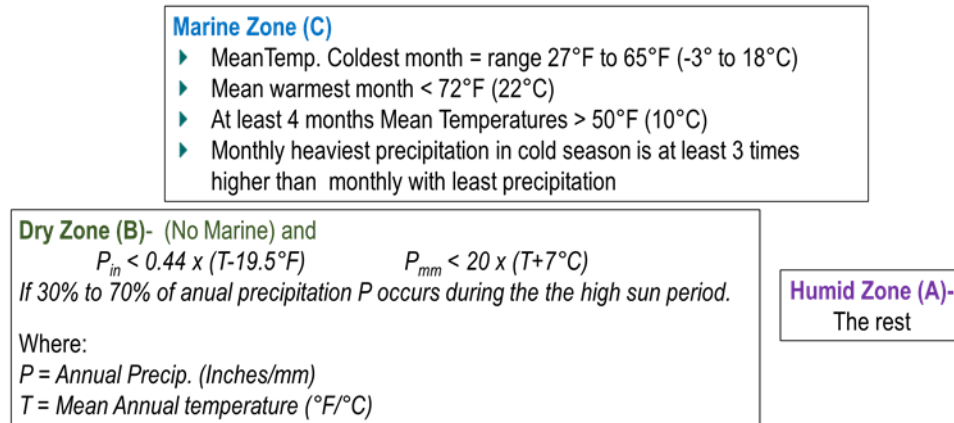 Marine Zone (C)
MeanTemp. Coldest month = range 27°F to 65°F (-3° to 18°C)
Mean warmest month < 72°F (22°C)
At least 4 months Mean Temperatures > 50°F (10°C)
Monthly heaviest precipitation in cold season is at least 3 times
higher than monthly with least precipitation
Dry Zone (B)- (No Marine) and
P_in < 0.44 x (T-19.5°F) P_mm < 20 x (T+7°C)
If 30% to 70% of anual precipitation P occurs during the the high sun period.
Where:
P = Annual Precip. (Inches/mm)
T = Mean Annual temperature (°F/°C)
Humid Zone (A)-
The rest